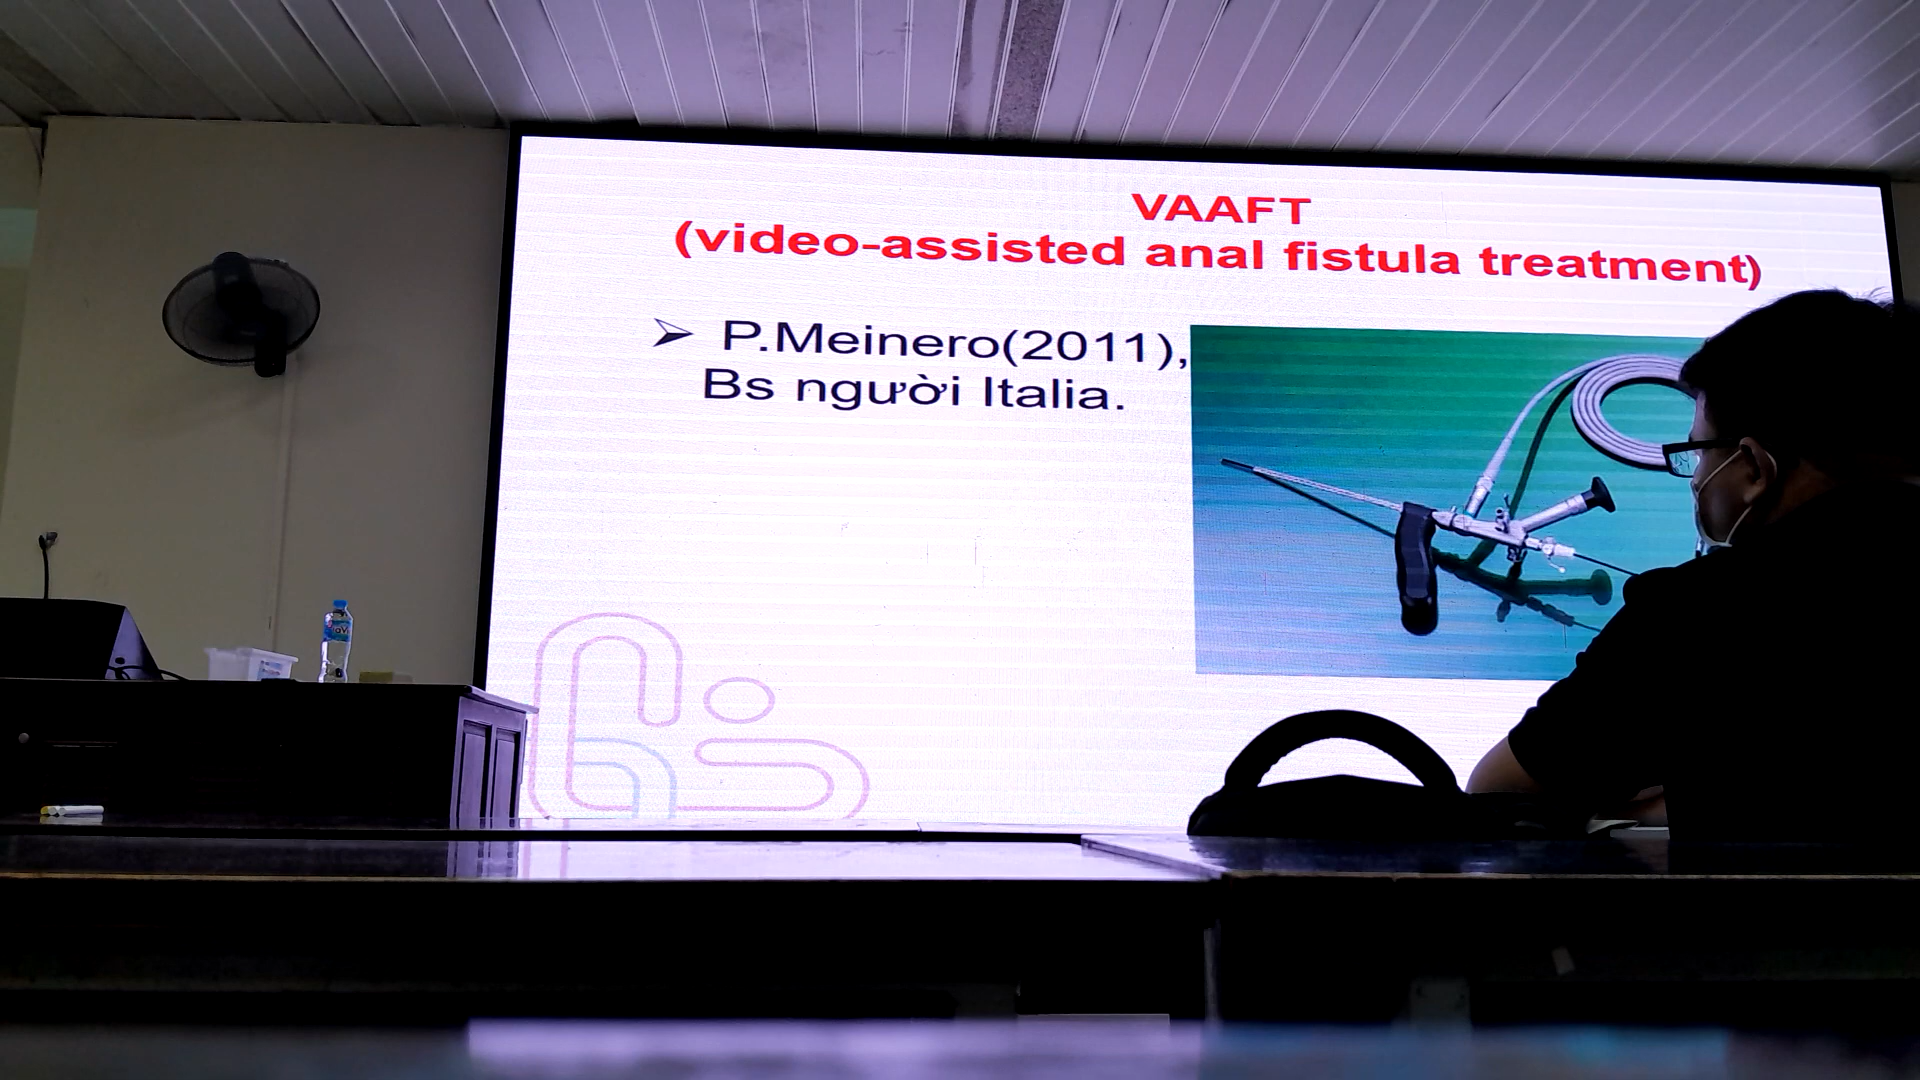 VAAFT
(video-assisted anal fistula treatment)
➢ P.Meinero(2011),
Bs người Italia.